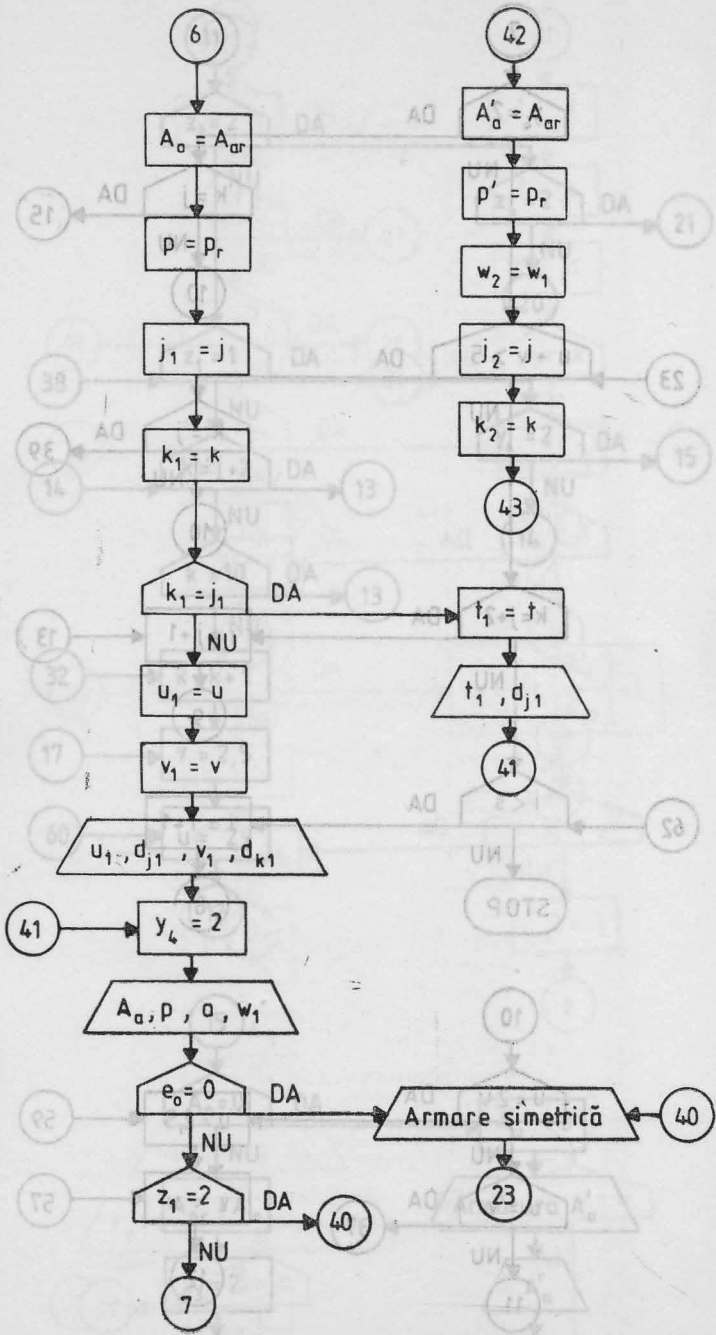 6
A_a = A_ar
p = p_r
j_1 = j
k_1 = k
k_1 = j_1
DA
NU
u_1 = u
v_1 = v
u_1 , d_j1 , v_1 , d_k1
41
y_4 = 2
A_a , p , a , w_1
e_o = 0
DA
NU
z_1 = 2
DA
40
NU
7
42
A'_a = A_ar
p' = p_r
w_2 = w_1
j_2 = j
k_2 = k
43
t_1 = t
t_1 , d_j1
41
Armare simetrică
40
23